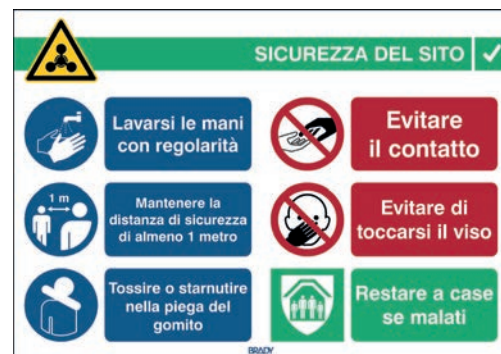 SICUREZZA DEL SITO
Lavarsi le mani
con regolarità
Evitare
il contatto
1 m
Mantenere la
distanza di sicurezza
di almeno 1 metro
Evitare di
toccarsi il viso
Tossire o starnutire
nella piega del
gomito
Restare a case
se malati
BRADY